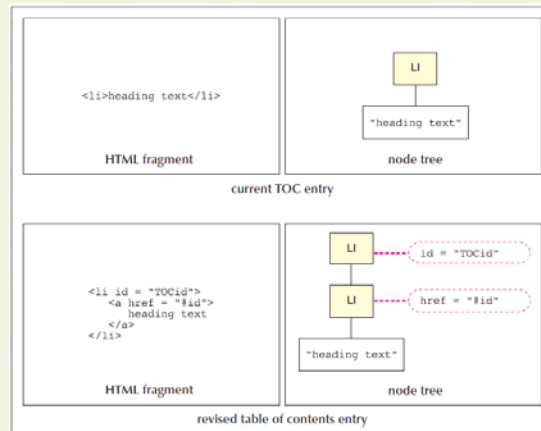 <li>heading text</li>
HTML fragment
LI
"heading text"
node tree
current TOC entry
<li id = "TOCid">
<a href = "#id">
heading text
</a>
</li>
HTML fragment
LI
id = "TOCid"
LI
href = "#id"
"heading text"
node tree
revised table of contents entry